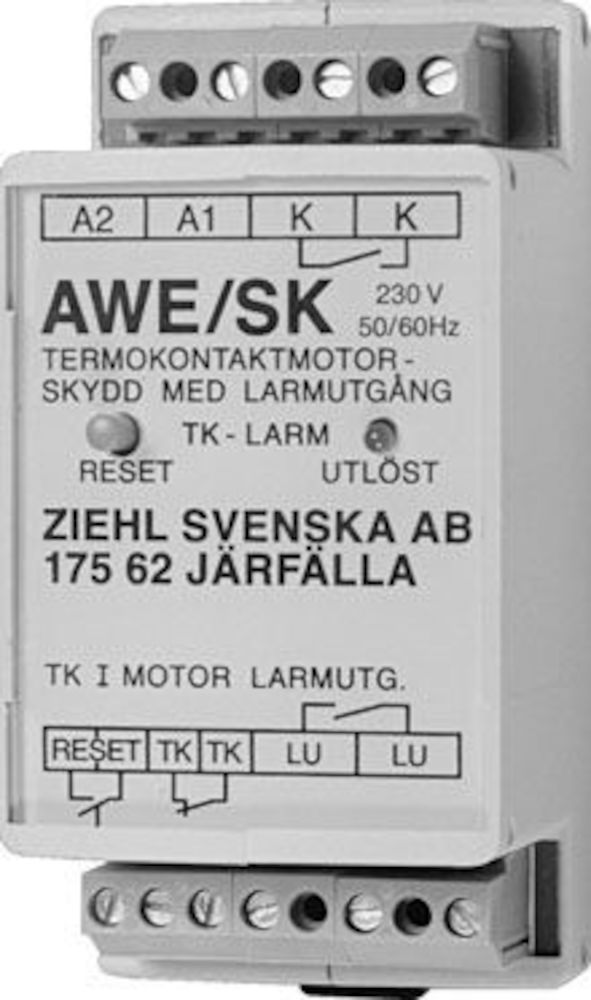 A2 A1 K K
AWE/SK 230 V
50/60Hz
TERMOKONTAKTMOTOR-
SKYDD MED LARMUTGÅNG
TK-LARM
RESET UTLÖST
ZIEHL SVENSKA AB
175 62 JÄRFÄLLA
TK I MOTOR LARMUTG.
RESET TK TK LU LU